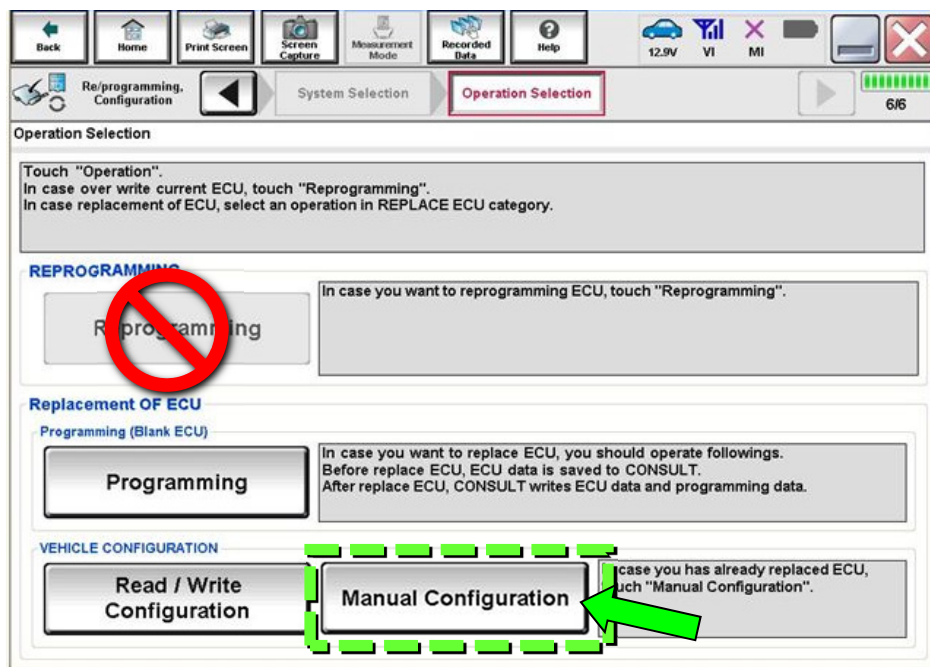 Back
Home
Print Screen
Screen
Capture
Measurement
Mode
Recorded
Data
Help
12.9V
VI
MI
Re/programming,
Configuration
System Selection
Operation Selection
6/6
Operation Selection
Touch "Operation".
In case over write current ECU, touch "Reprogramming".
In case replacement of ECU, select an operation in REPLACE ECU category.
REPROGRAMMING
Reprogramming
In case you want to reprogramming ECU, touch "Reprogramming".
Replacement OF ECU
Programming (Blank ECU)
Programming
In case you want to replace ECU, you should operate followings.
Before replace ECU, ECU data is saved to CONSULT.
After replace ECU, CONSULT writes ECU data and programming data.
VEHICLE CONFIGURATION
Read / Write
Configuration
Manual Configuration
case you has already replaced ECU,
"Manual Configuration".